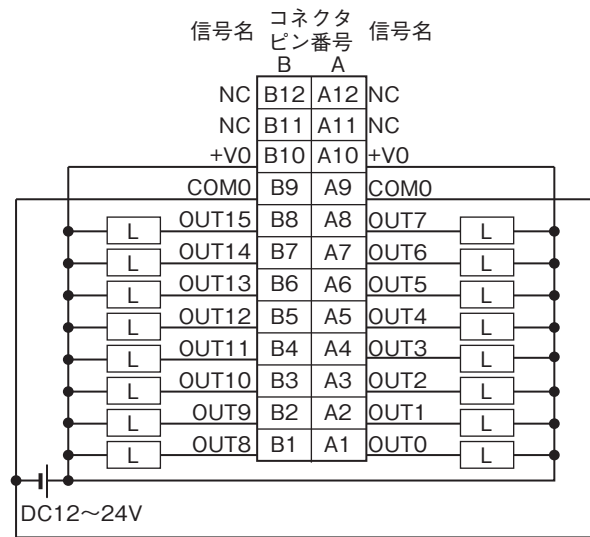 信号名 コネクタ ピン番号 信号名
B A
NC B12 A12 NC
NC B11 A11 NC
+V0 B10 A10 +V0
COM0 B9 A9 COM0
L OUT15 B8 A8 OUT7 L
L OUT14 B7 A7 OUT6 L
L OUT13 B6 A6 OUT5 L
L OUT12 B5 A5 OUT4 L
L OUT11 B4 A4 OUT3 L
L OUT10 B3 A3 OUT2 L
L OUT9 B2 A2 OUT1 L
L OUT8 B1 A1 OUT0 L
DC12～24V